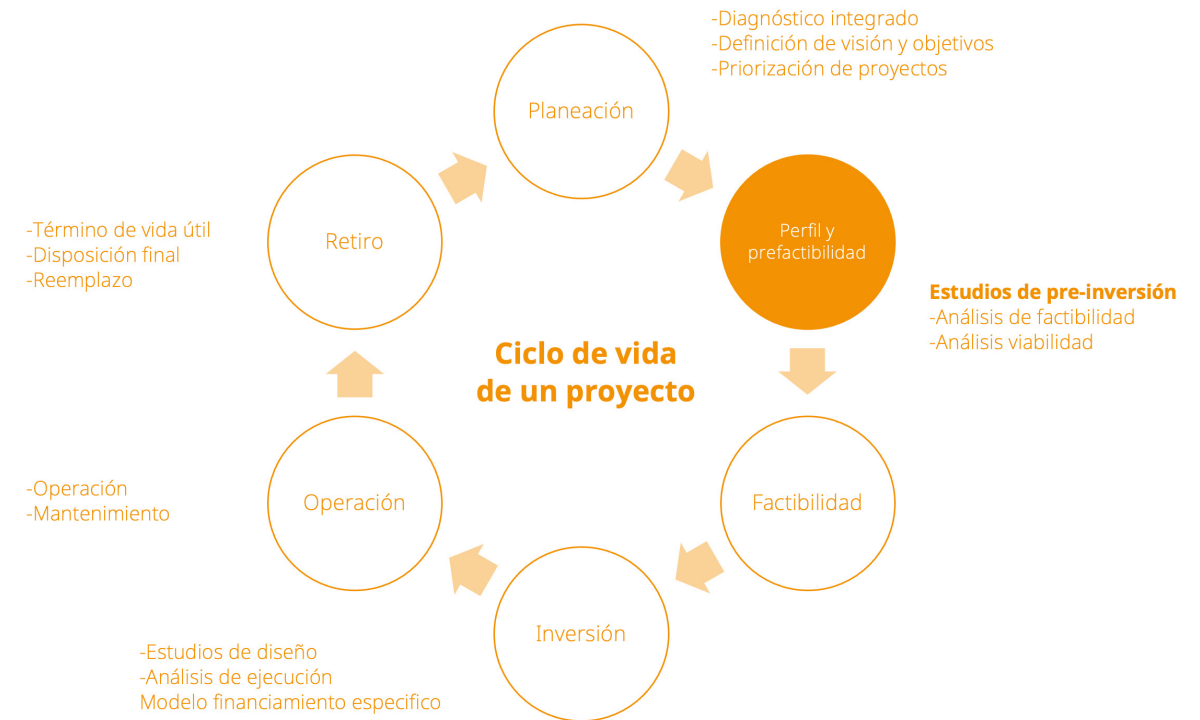 -Diagnóstico integrado
-Definición de visión y objetivos
-Priorización de proyectos
Planeación
Perfil y
prefactibilidad
Estudios de pre-inversión
-Análisis de factibilidad
-Análisis viabilidad
Factibilidad
Inversión
-Estudios de diseño
-Análisis de ejecución
Modelo financiamiento especifico
Operación
-Operación
-Mantenimiento
Retiro
-Término de vida útil
-Disposición final
-Reemplazo
Ciclo de vida
de un proyecto